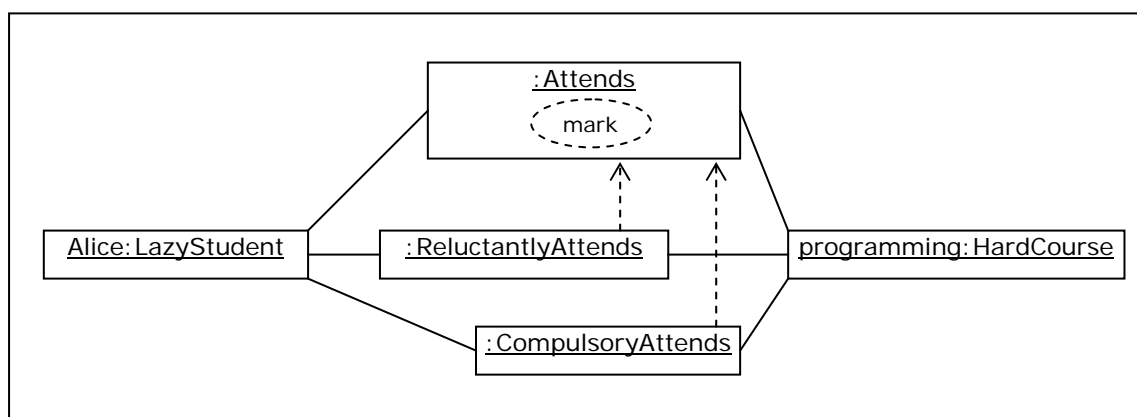 :Attends
mark
Alice:LazyStudent
:ReluctantlyAttends
programming:HardCourse
:CompulsoryAttends